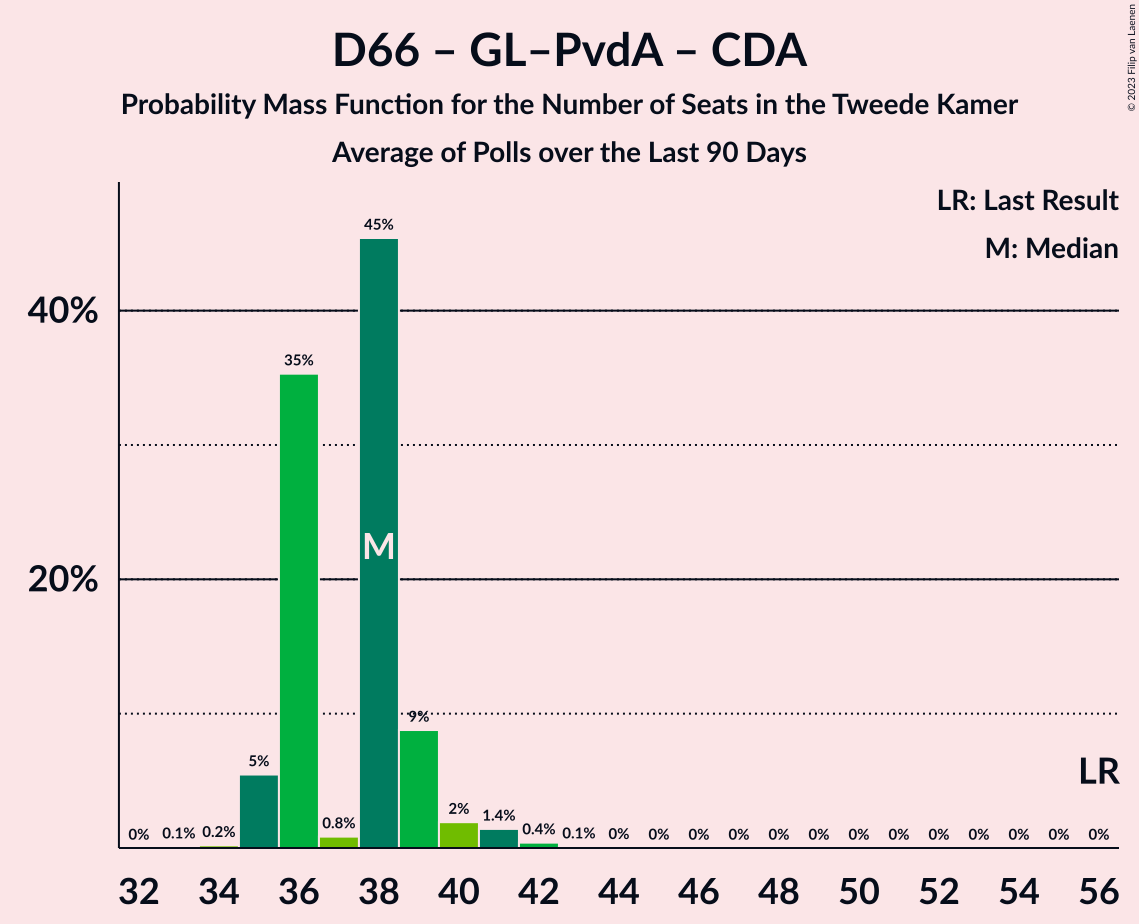 D66 – GL–PvdA – CDA
Probability Mass Function for the Number of Seats in the Tweede Kamer
Average of Polls over the Last 90 Days
© 2023 Filip van Laenen
LR: Last Result
M: Median
40%
20%
0% 0.1% 0.2% 5% 35% 0.8% 45% 9% 2% 1.4% 0.4% 0.1% 0% 0% 0% 0% 0% 0% 0% 0% 0% 0% 0% 0% 0%
M
LR
32 34 36 38 40 42 44 46 48 50 52 54 56